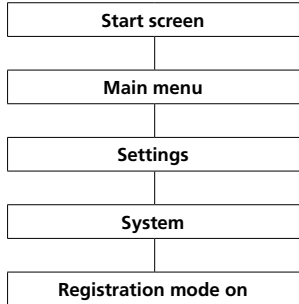 Start screen
Main menu
Settings
System
Registration mode on